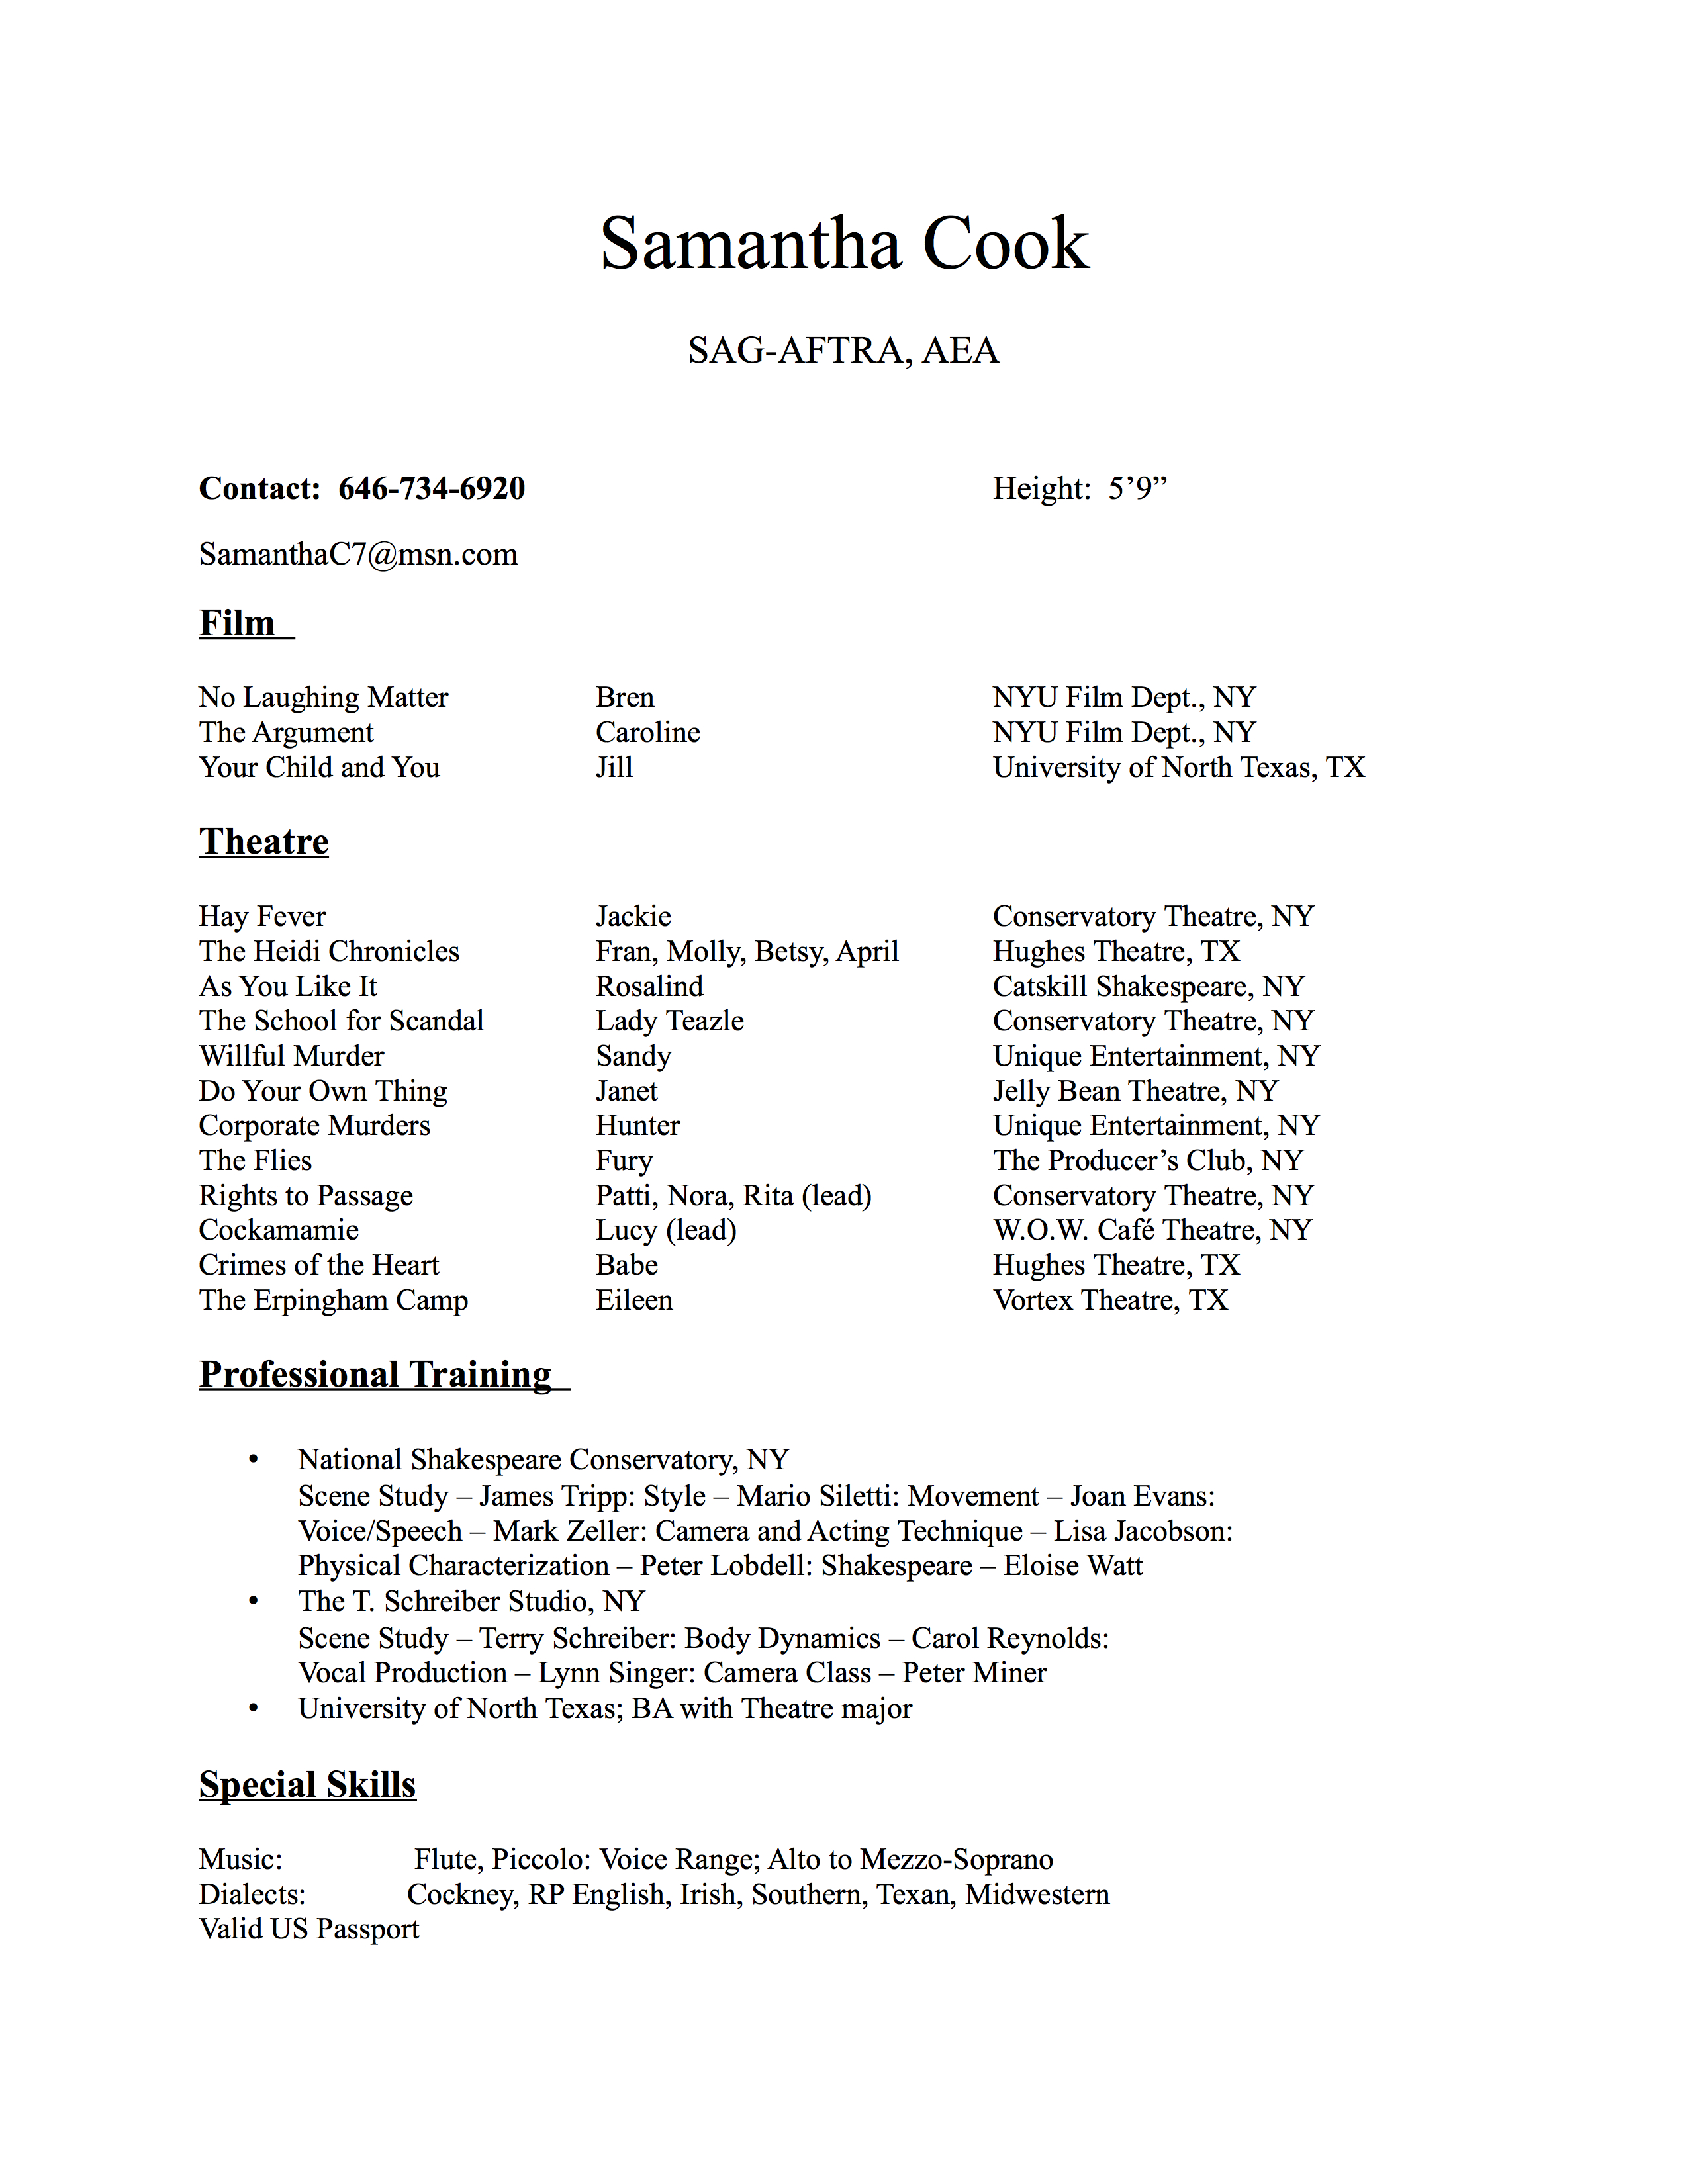 Samantha Cook
SAG-AFTRA, AEA
Contact:  646-734-6920 Height:  5’9”
SamanthaC7@msn.com
Film
No Laughing Matter Bren NYU Film Dept., NY
The Argument Caroline NYU Film Dept., NY
Your Child and You Jill University of North Texas, TX
Theatre
Hay Fever Jackie Conservatory Theatre, NY
The Heidi Chronicles Fran, Molly, Betsy, April Hughes Theatre, TX
As You Like It Rosalind Catskill Shakespeare, NY
The School for Scandal Lady Teazle Conservatory Theatre, NY
Willful Murder Sandy Unique Entertainment, NY
Do Your Own Thing Janet Jelly Bean Theatre, NY
Corporate Murders Hunter Unique Entertainment, NY
The Flies Fury The Producer’s Club, NY
Rights to Passage Patti, Nora, Rita (lead) Conservatory Theatre, NY
Cockamamie Lucy (lead) W.O.W. Café Theatre, NY
Crimes of the Heart Babe Hughes Theatre, TX
The Erpingham Camp Eileen Vortex Theatre, TX
Professional Training
• National Shakespeare Conservatory, NY
Scene Study – James Tripp: Style – Mario Siletti: Movement – Joan Evans:
Voice/Speech – Mark Zeller: Camera and Acting Technique – Lisa Jacobson:
Physical Characterization – Peter Lobdell: Shakespeare – Eloise Watt
• The T. Schreiber Studio, NY
Scene Study – Terry Schreiber: Body Dynamics – Carol Reynolds:
Vocal Production – Lynn Singer: Camera Class – Peter Miner
• University of North Texas; BA with Theatre major
Special Skills
Music: Flute, Piccolo: Voice Range; Alto to Mezzo-Soprano
Dialects: Cockney, RP English, Irish, Southern, Texan, Midwestern
Valid US Passport